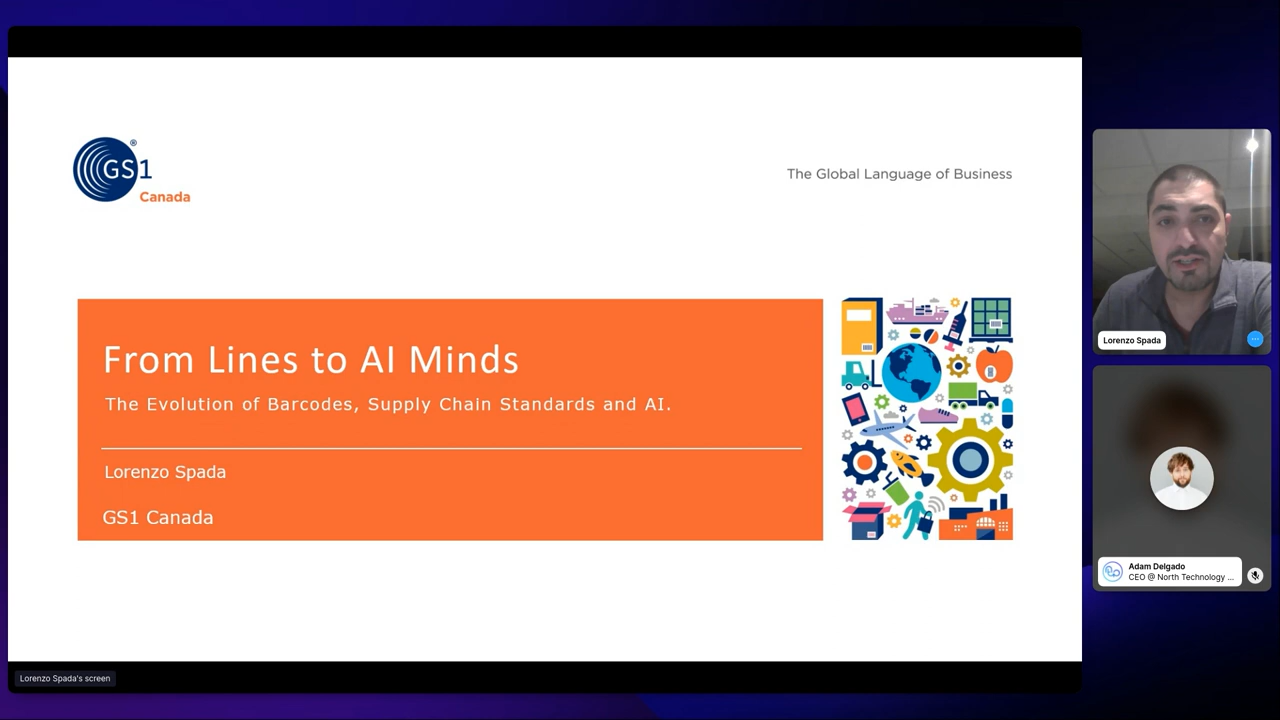 GS1
®
Canada
The Global Language of Business
From Lines to AI Minds
The Evolution of Barcodes, Supply Chain Standards and AI.
Lorenzo Spada
GS1 Canada
Lorenzo Spada
Adam Delgado
CEO @ North Technology ...
Lorenzo Spada's screen